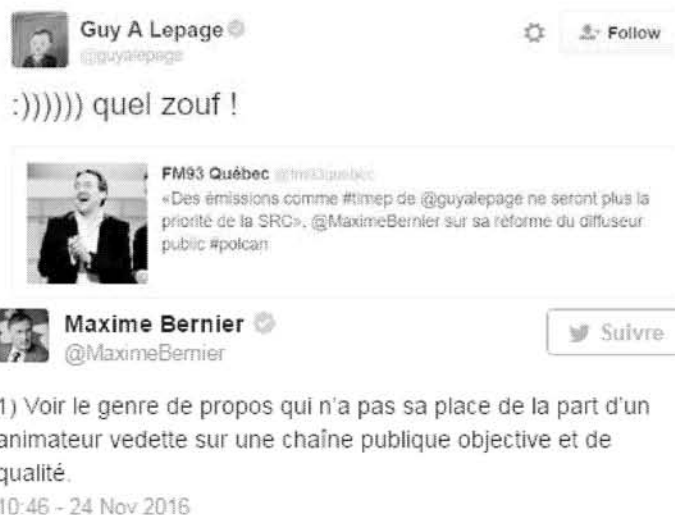 Guy A Lepage
@guyalepage
Follow
:)))))) quel zouf !
FM93 Québec @fm93quebec
«Des émissions comme #tlmep de @guyalepage ne seront plus la
priorité de la SRC», @MaximeBernier sur sa réforme du diffuseur
public #polcan
Maxime Bernier
@MaximeBernier
Suivre
1) Voir le genre de propos qui n'a pas sa place de la part d'un
animateur vedette sur une chaîne publique objective et de
qualité.
10:46 - 24 Nov 2016